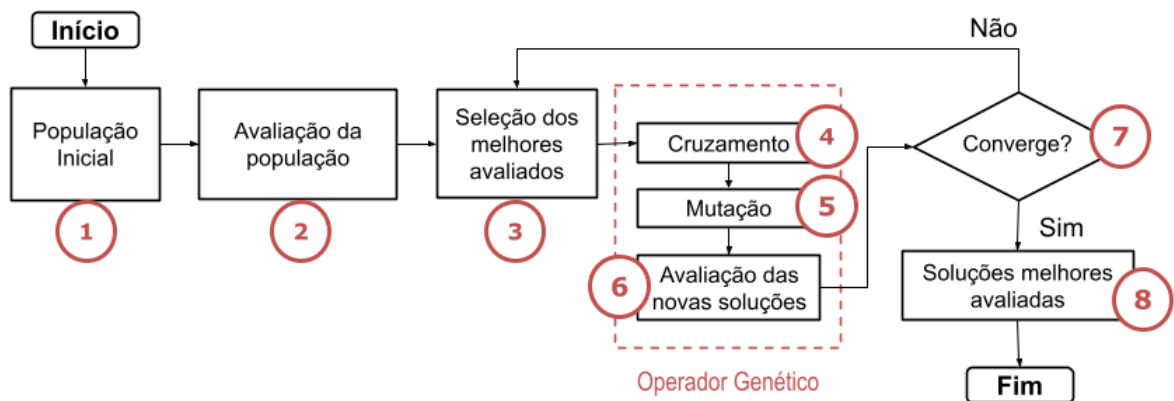 Início
População
Inicial
1
Avaliação da
população
2
Seleção dos
melhores
avaliados
3
Cruzamento
4
Mutação
5
Avaliação das
novas soluções
6
Operador Genético
Não
Converge?
7
Sim
Soluções melhores
avaliadas
8
Fim